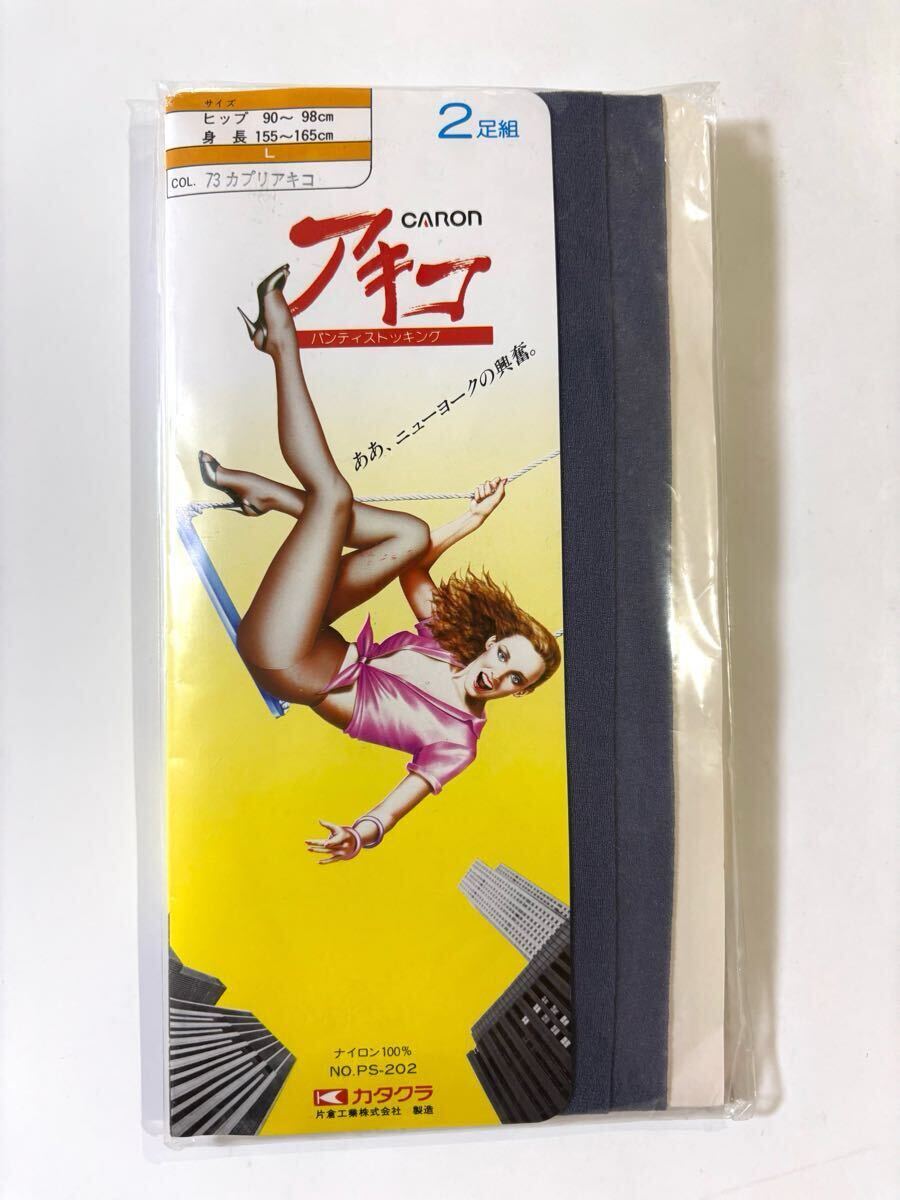 サイズ
ヒップ 90〜 98cm
身 長 155〜165cm
L
COL. 73 カプリアキコ
2足組
CARON
アキコ
パンティストッキング
ああ、ニューヨークの興奮。
ナイロン100%
NO.PS-202
カタクラ
片倉工業株式会社 製造